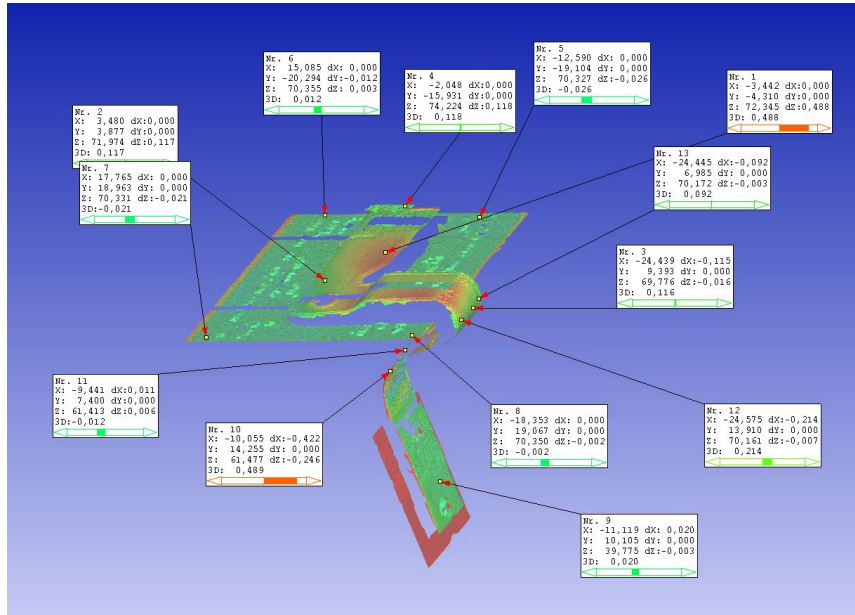 Nr. 6
X: 15,085 dX: 0,000
Y: -20,294 dY:-0,012
Z: 70,355 dZ: 0,003
3D: 0,012
Nr. 4
X: -2,048 dX:0,000
Y: -15,931 dY:0,000
Z: 74,224 dZ:0,118
3D: 0,118
Nr. 5
X: -12,590 dX: 0,000
Y: -19,104 dY: 0,000
Z: 70,327 dZ:-0,026
3D: -0,026
Nr. 1
X: -3,442 dX:0,000
Y: -4,310 dY:0,000
Z: 72,345 dZ:0,488
3D: 0,488
Nr. 2
X: 3,480 dX:0,000
Y: 3,877 dY:0,000
Z: 71,974 dZ:0,117
3D: 0,117
Nr. 7
X: 17,765 dX: 0,000
Y: 18,963 dY: 0,000
Z: 70,331 dZ:-0,021
3D:-0,021
Nr. 13
X: -24,445 dX:-0,092
Y: 6,985 dY: 0,000
Z: 70,172 dZ:-0,003
3D: 0,092
Nr. 3
X: -24,439 dX:-0,115
Y: 9,393 dY: 0,000
Z: 69,776 dZ:-0,016
3D: 0,116
Nr. 11
X: -9,441 dX:0,011
Y: 7,400 dY:0,000
Z: 61,413 dZ:0,006
3D:-0,012
Nr. 10
X: -10,055 dX:-0,422
Y: 14,255 dY: 0,000
Z: 61,477 dZ:-0,246
3D: 0,489
Nr. 8
X: -18,353 dX: 0,000
Y: 19,067 dY: 0,000
Z: 70,350 dZ:-0,002
3D: -0,002
Nr. 12
X: -24,575 dX:-0,214
Y: 13,910 dY: 0,000
Z: 70,161 dZ:-0,007
3D: 0,214
Nr. 9
X: -11,119 dX: 0,020
Y: 10,105 dY: 0,000
Z: 39,775 dZ:-0,003
3D: 0,020